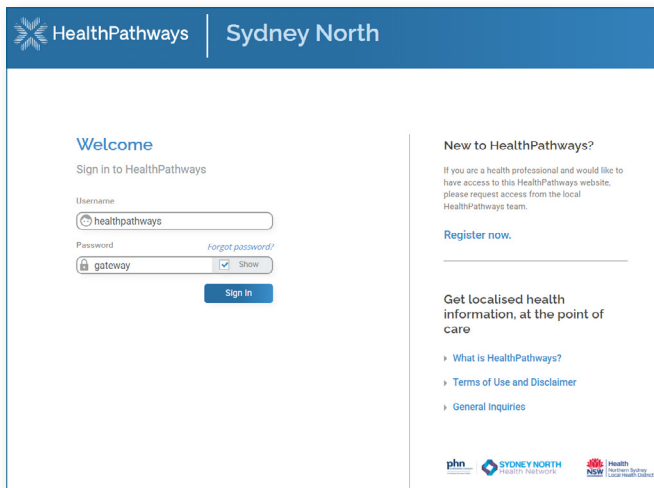 HealthPathways
Sydney North
Welcome
Sign in to HealthPathways
Username
healthpathways
Password
Forgot password?
gateway
Show
Sign In
New to HealthPathways?
If you are a health professional and would like to
have access to this HealthPathways website,
please request access from the local
HealthPathways team.
Register now.
Get localised health
information, at the point of
care
What is HealthPathways?
Terms of Use and Disclaimer
General Inquiries
phn
SYDNEY NORTH
Health Network
NSW
Health
Northern Sydney
Local Health District